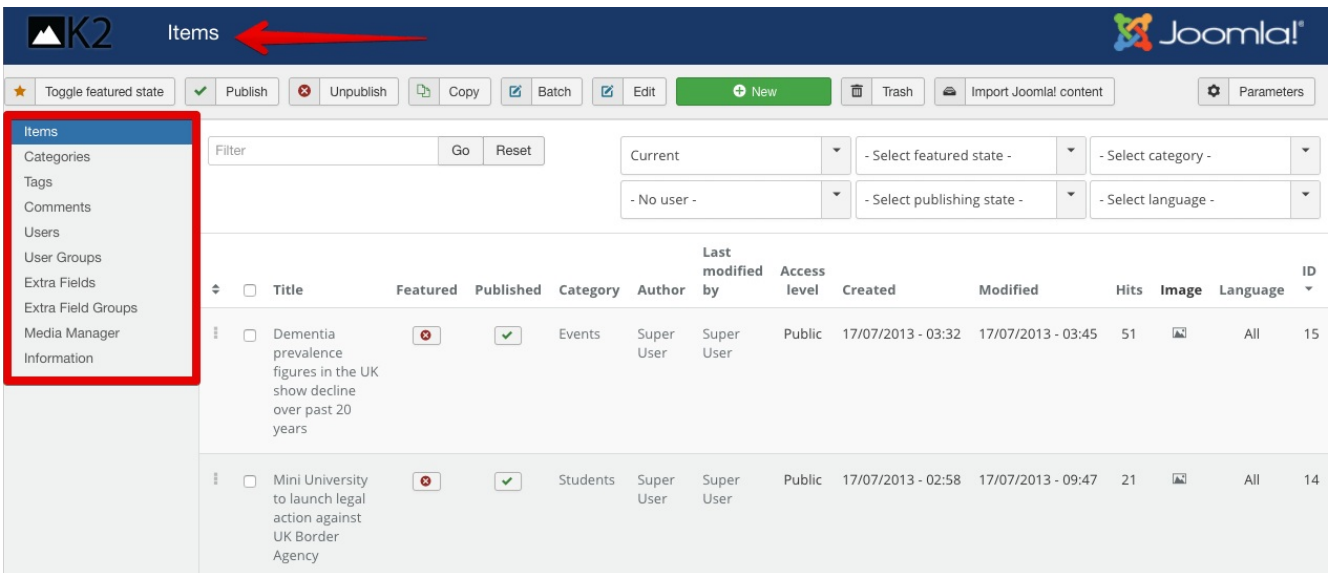 K2 Items Joomla!®
Toggle featured state Publish Unpublish Copy Batch Edit New Trash Import Joomla! content Parameters
Items
Categories
Tags
Comments
Users
User Groups
Extra Fields
Extra Field Groups
Media Manager
Information
Filter Go Reset
Current - Select featured state - - Select category -
- No user - - Select publishing state - - Select language -
Title Featured Published Category Author Last modified by Access level Created Modified Hits Image Language ID
Dementia Events Super Super Public 17/07/2013 - 03:32 17/07/2013 - 03:45 51 All 15
prevalence User User
figures in the UK
show decline
over past 20
years
Mini University Students Super Super Public 17/07/2013 - 02:58 17/07/2013 - 09:47 21 All 14
to launch legal User User
action against
UK Border
Agency